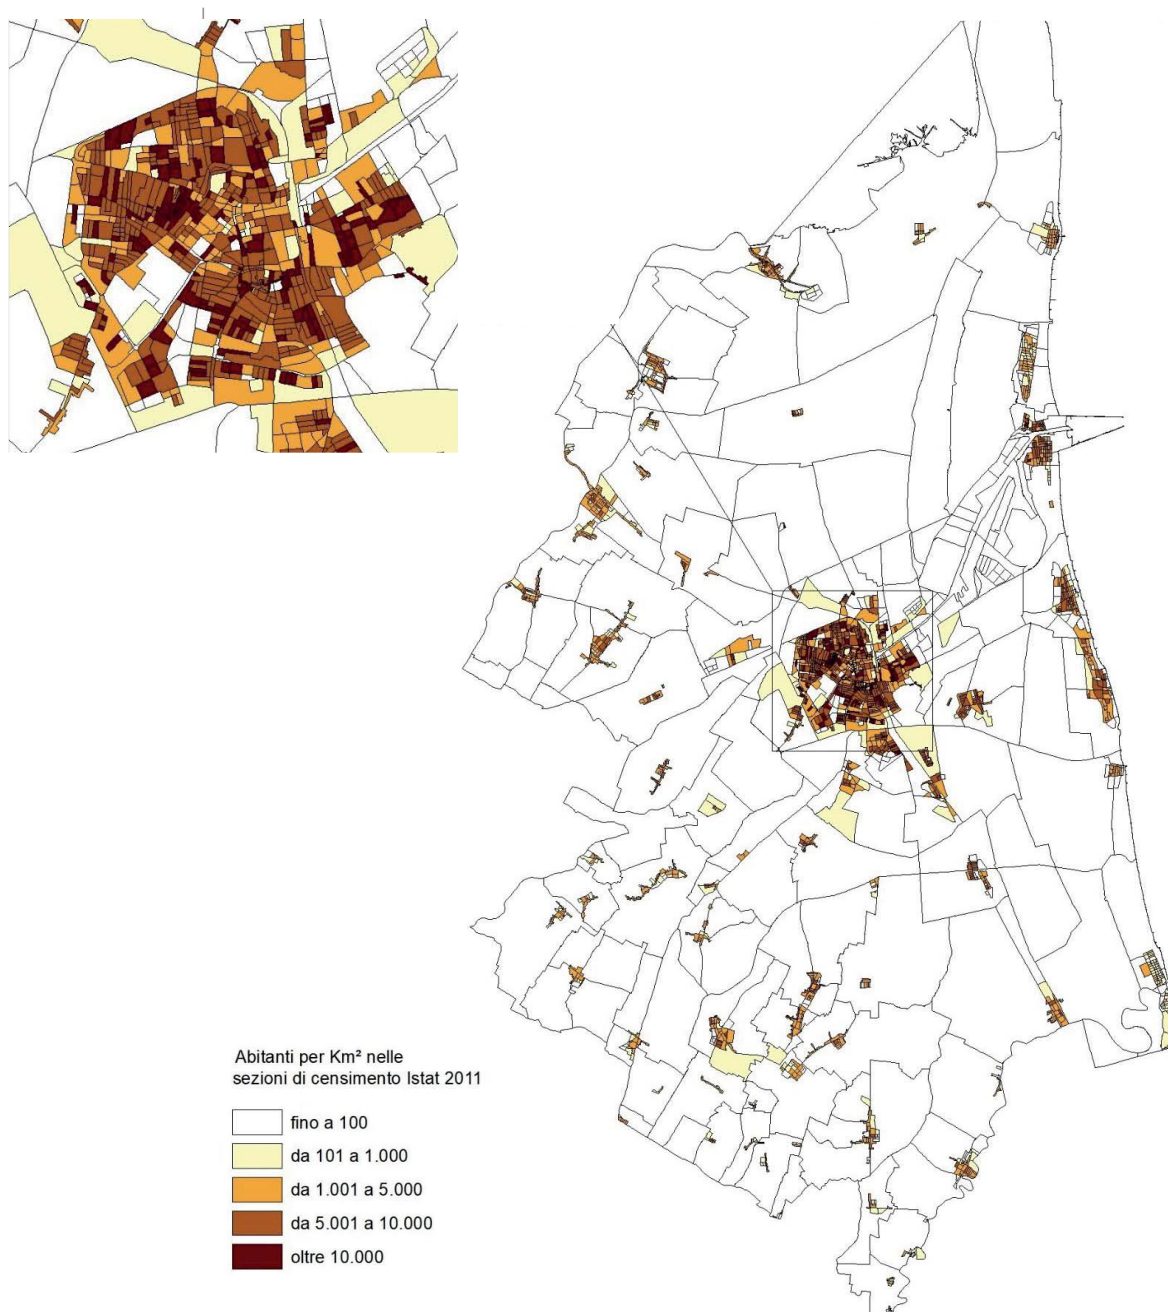 Abitanti per Km² nelle
sezioni di censimento Istat 2011
fino a 100
da 101 a 1.000
da 1.001 a 5.000
da 5.001 a 10.000
oltre 10.000